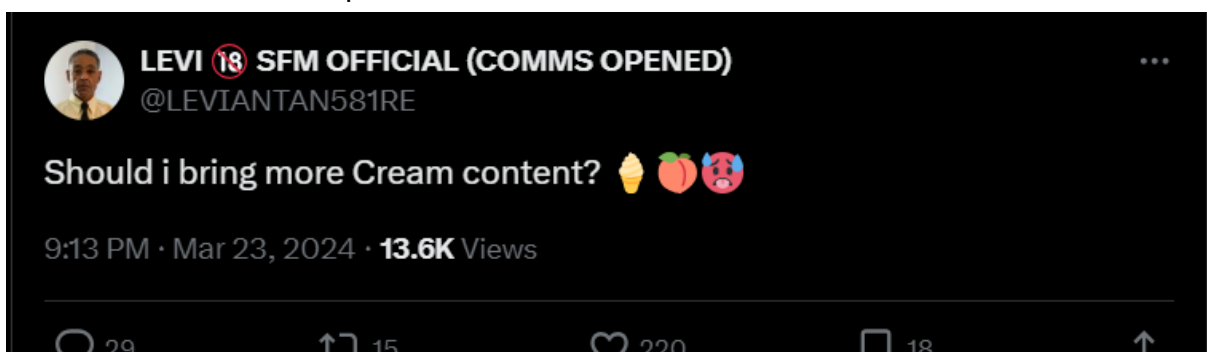 LEVI 🔞 SFM OFFICIAL (COMMS OPENED)
@LEVIANTAN581RE
Should i bring more Cream content? 🍦🍑🥵
9:13 PM · Mar 23, 2024 · 13.6K Views
29 15 220 18